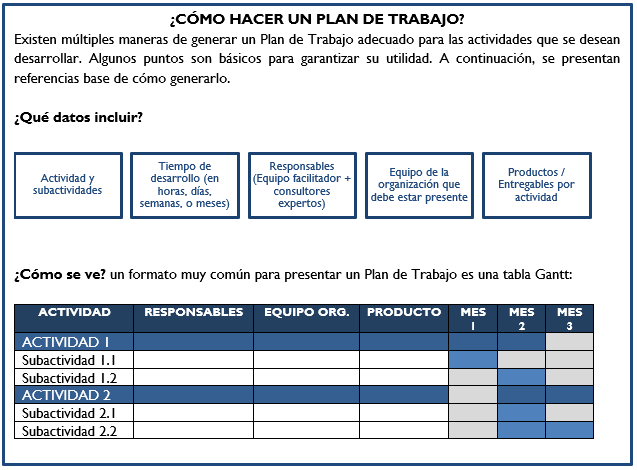 ¿CÓMO HACER UN PLAN DE TRABAJO?
Existen múltiples maneras de generar un Plan de Trabajo adecuado para las actividades que se desean
desarrollar. Algunos puntos son básicos para garantizar su utilidad. A continuación, se presentan
referencias base de cómo generarlo.
¿Qué datos incluir?
Actividad y
subactividades
Tiempo de
desarrollo (en
horas, días,
semanas, o meses)
Responsables
(Equipo facilitador +
consultores
expertos)
Equipo de la
organización que
debe estar presente
Productos /
Entregables por
actividad
¿Cómo se ve? un formato muy común para presentar un Plan de Trabajo es una tabla Gantt:
ACTIVIDAD RESPONSABLES EQUIPO ORG. PRODUCTO MES 1 MES 2 MES 3
ACTIVIDAD 1
Subactividad 1.1
Subactividad 1.2
ACTIVIDAD 2
Subactividad 2.1
Subactividad 2.2